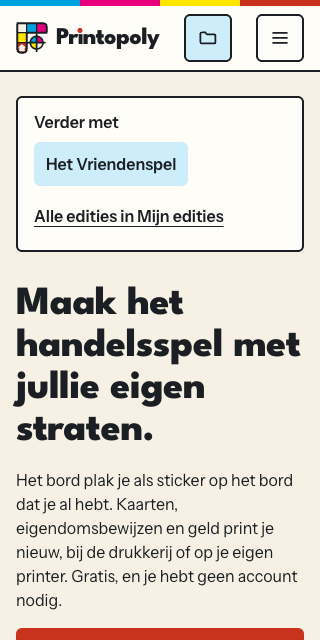 Printopoly
Verder met
Het Vriendenspel
Alle edities in Mijn edities
Maak het
handelsspel met
jullie eigen
straten.
Het bord plak je als sticker op het bord
dat je al hebt. Kaarten,
eigendomsbewijzen en geld print je
nieuw, bij de drukkerij of op je eigen
printer. Gratis, en je hebt geen account
nodig.